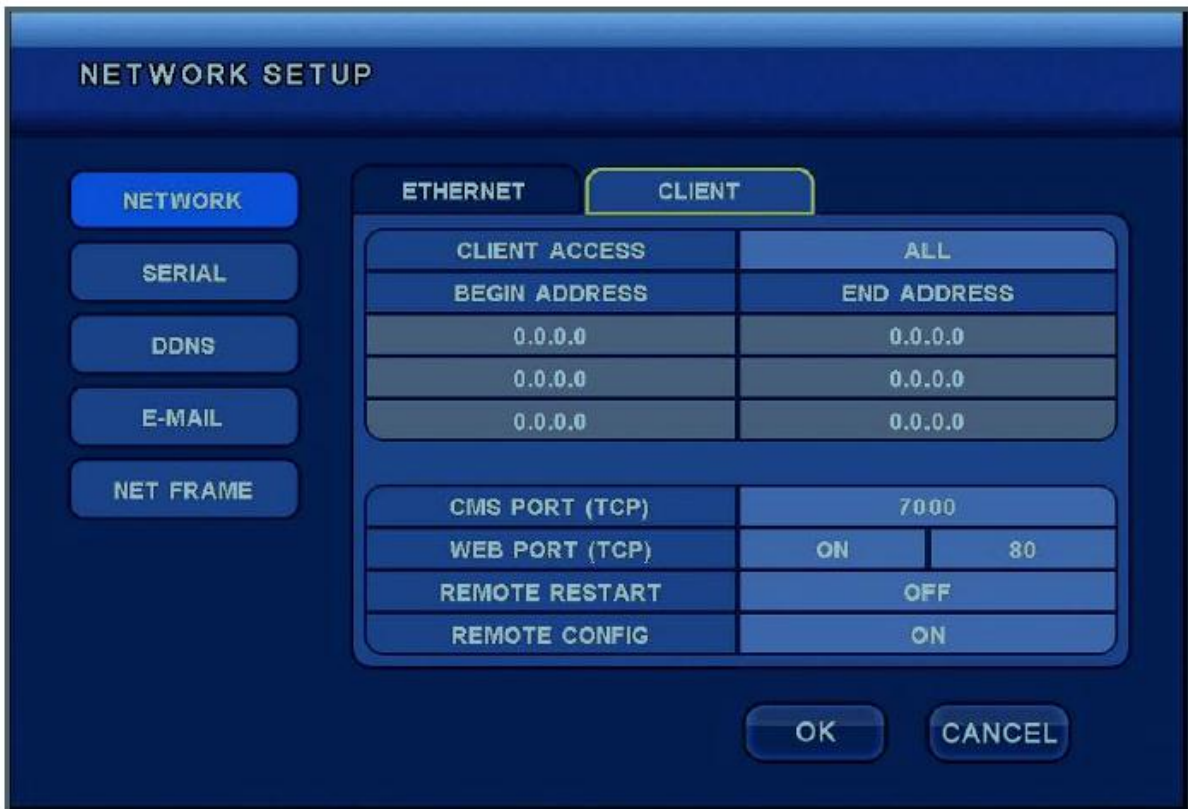 NETWORK SETUP
NETWORK
SERIAL
DDNS
E-MAIL
NET FRAME
ETHERNET CLIENT
CLIENT ACCESS ALL
BEGIN ADDRESS END ADDRESS
0.0.0.0 0.0.0.0
0.0.0.0 0.0.0.0
0.0.0.0 0.0.0.0
CMS PORT (TCP) 7000
WEB PORT (TCP) ON 80
REMOTE RESTART OFF
REMOTE CONFIG ON
OK CANCEL